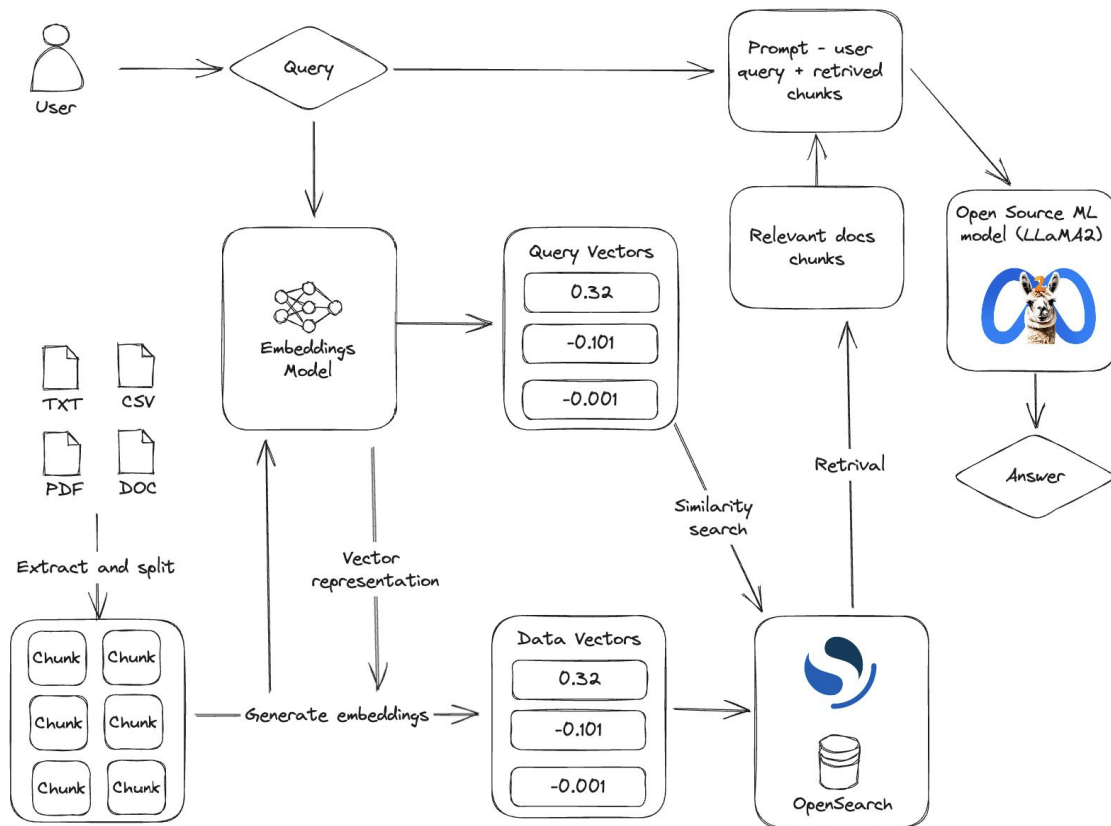 User
Query
Prompt - user
query + retrived
chunks
Relevant docs
chunks
Open Source ML
model (LLaMA2)
Answer
Embeddings
Model
Query Vectors
0.32
-0.101
-0.001
TXT
CSV
PDF
DOC
Extract and split
Vector
representation
Similarity
search
Retrival
Chunk
Chunk
Chunk
Chunk
Chunk
Chunk
Generate embeddings
Data Vectors
0.32
-0.101
-0.001
OpenSearch